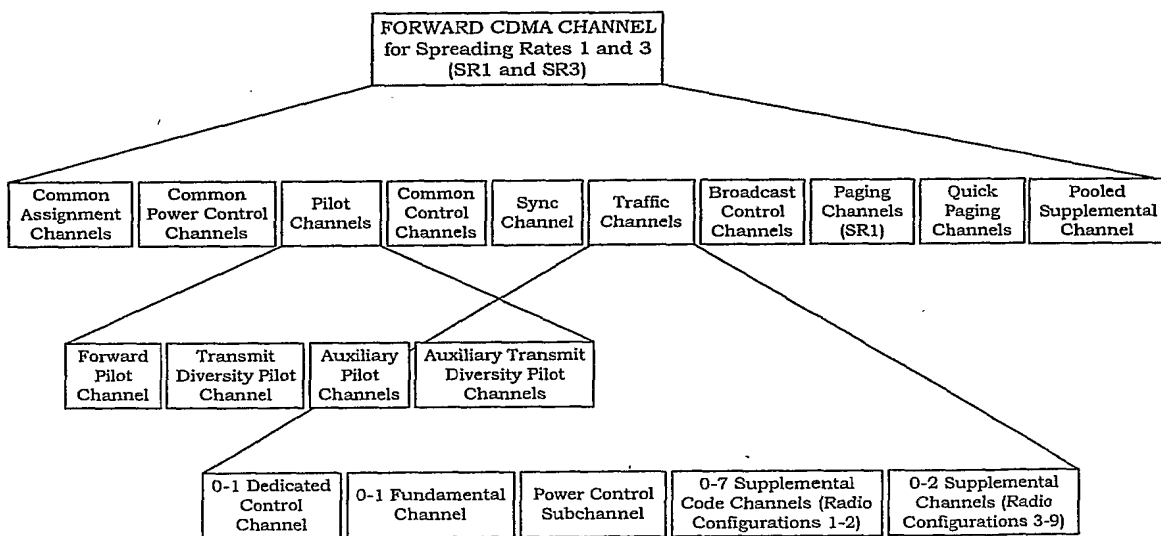 FORWARD CDMA CHANNEL
for Spreading Rates 1 and 3
(SR1 and SR3)
Common
Assignment
Channels
Common
Power Control
Channels
Pilot
Channels
Common
Control
Channels
Sync
Channel
Traffic
Channels
Broadcast
Control
Channels
Paging
Channels
(SR1)
Quick
Paging
Channels
Pooled
Supplemental
Channel
Forward
Pilot
Channel
Transmit
Diversity Pilot
Channel
Auxiliary
Pilot
Channels
Auxiliary Transmit
Diversity Pilot
Channels
0-1 Dedicated
Control
Channel
0-1 Fundamental
Channel
Power Control
Subchannel
0-7 Supplemental
Code Channels (Radio
Configurations 1-2)
0-2 Supplemental
Channels (Radio
Configurations 3-9)